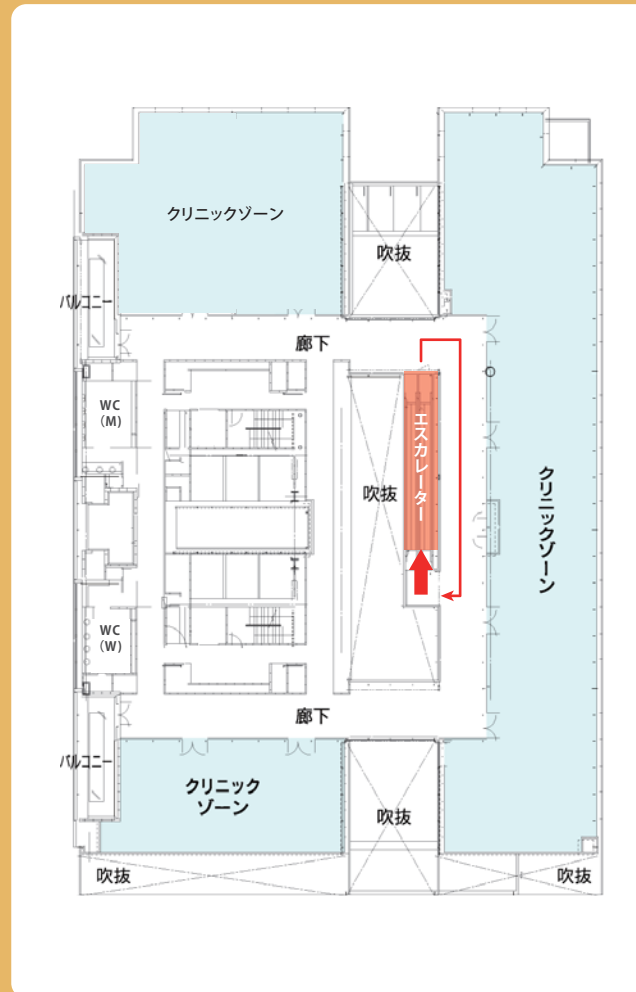 クリニックゾーン
吹抜
バルコニー
廊下
WC
(M)
エスカレーター
吹抜
クリニックゾーン
WC
(W)
廊下
バルコニー
クリニック
ゾーン
吹抜
吹抜
吹抜